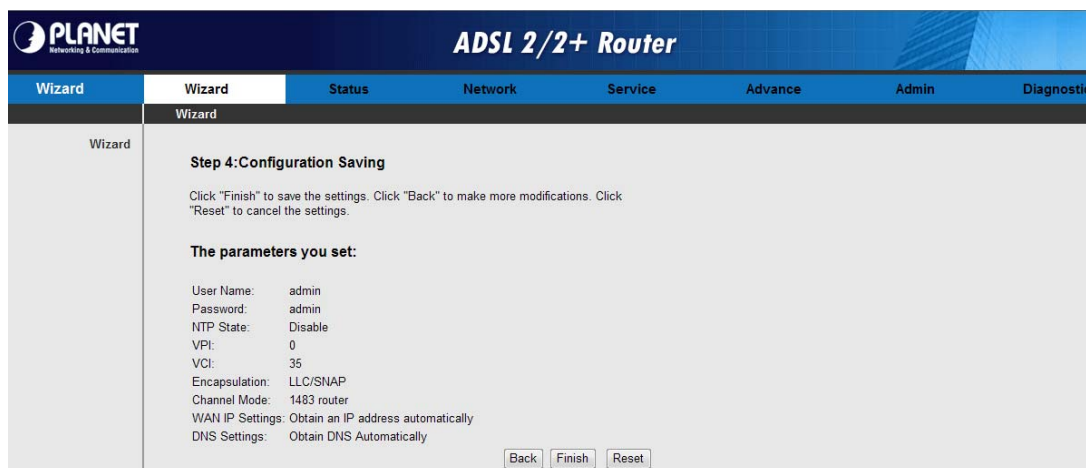 PLANET
Networking & Communication
ADSL 2/2+ Router
Wizard
Wizard Status Network Service Advance Admin Diagnostic
Wizard
Wizard
Step 4:Configuration Saving
Click "Finish" to save the settings. Click "Back" to make more modifications. Click
"Reset" to cancel the settings.
The parameters you set:
User Name: admin
Password: admin
NTP State: Disable
VPI: 0
VCI: 35
Encapsulation: LLC/SNAP
Channel Mode: 1483 router
WAN IP Settings: Obtain an IP address automatically
DNS Settings: Obtain DNS Automatically
Back Finish Reset